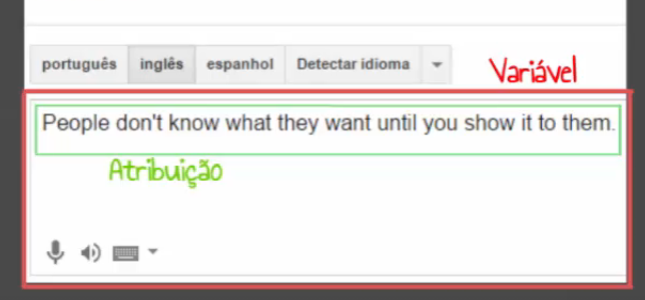 português inglês espanhol Detectar idioma
Variável
People don't know what they want until you show it to them.
Atribuição